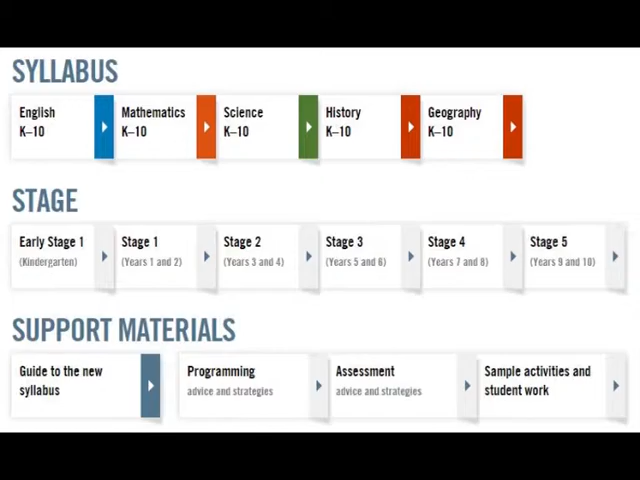 SYLLABUS
English Mathematics Science History Geography
K–10 K–10 K–10 K–10 K–10
STAGE
Early Stage 1 Stage 1 Stage 2 Stage 3 Stage 4 Stage 5
(Kindergarten) (Years 1 and 2) (Years 3 and 4) (Years 5 and 6) (Years 7 and 8) (Years 9 and 10)
SUPPORT MATERIALS
Guide to the new Programming Assessment Sample activities and
syllabus advice and strategies advice and strategies student work